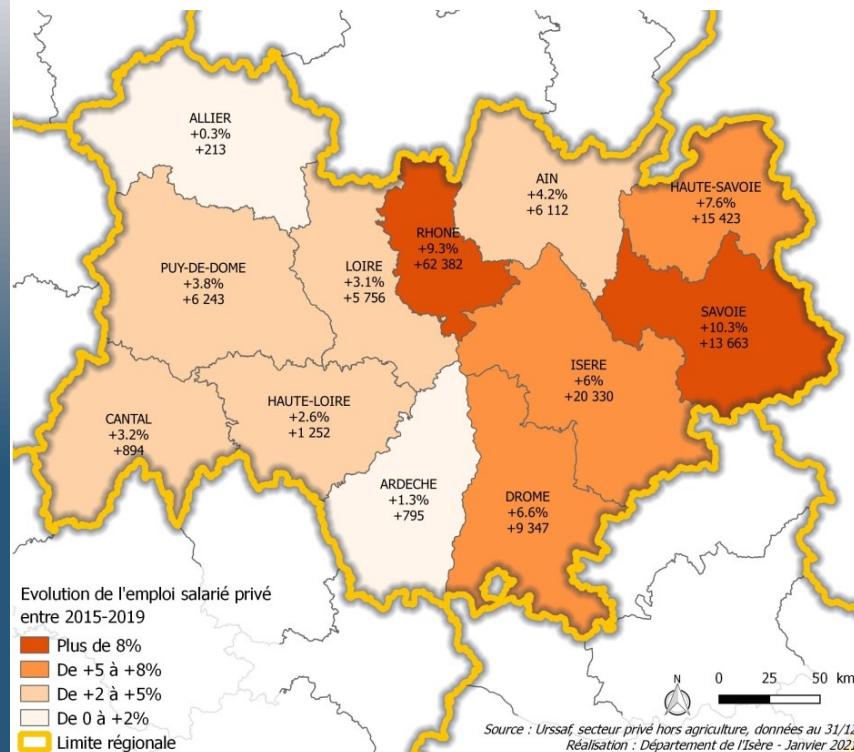 ALLIER
+0.3%
+213
AIN
+4.2%
+6 112
HAUTE-SAVOIE
+7.6%
+15 423
RHONE
+9.3%
+62 382
PUY-DE-DOME
+3.8%
+6 243
LOIRE
+3.1%
+5 756
SAVOIE
+10.3%
+13 663
ISERE
+6%
+20 330
HAUTE-LOIRE
+2.6%
+1 252
CANTAL
+3.2%
+894
ARDECHE
+1.3%
+795
DROME
+6.6%
+9 347
Evolution de l'emploi salarié privé
entre 2015-2019
Plus de 8%
De +5 à +8%
De +2 à +5%
De 0 à +2%
Limite régionale
N
0 25 50 km
Source : Urssaf, secteur privé hors agriculture, données au 31/12
Réalisation : Département de l'Isère - Janvier